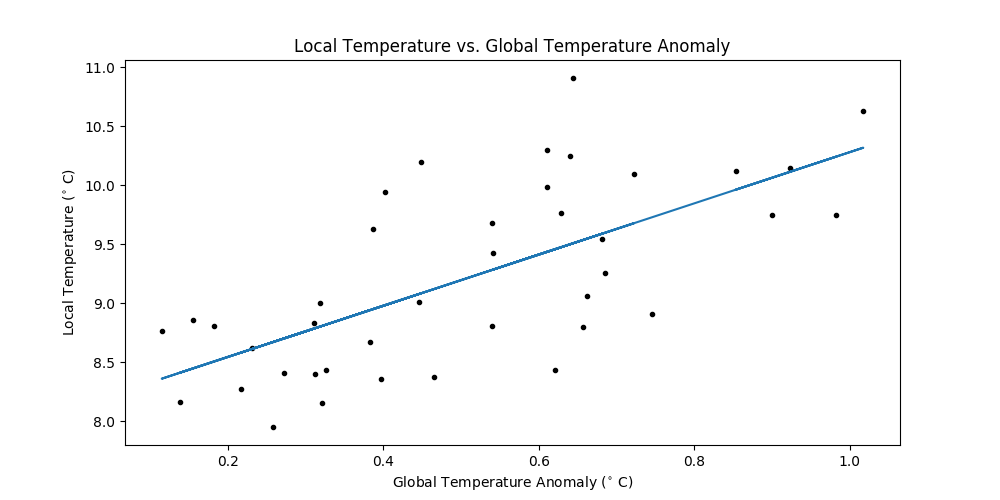 Local Temperature vs. Global Temperature Anomaly
11.0
10.5
10.0
9.5
9.0
8.5
8.0
Local Temperature (° C)
0.2 0.4 0.6 0.8 1.0
Global Temperature Anomaly (° C)